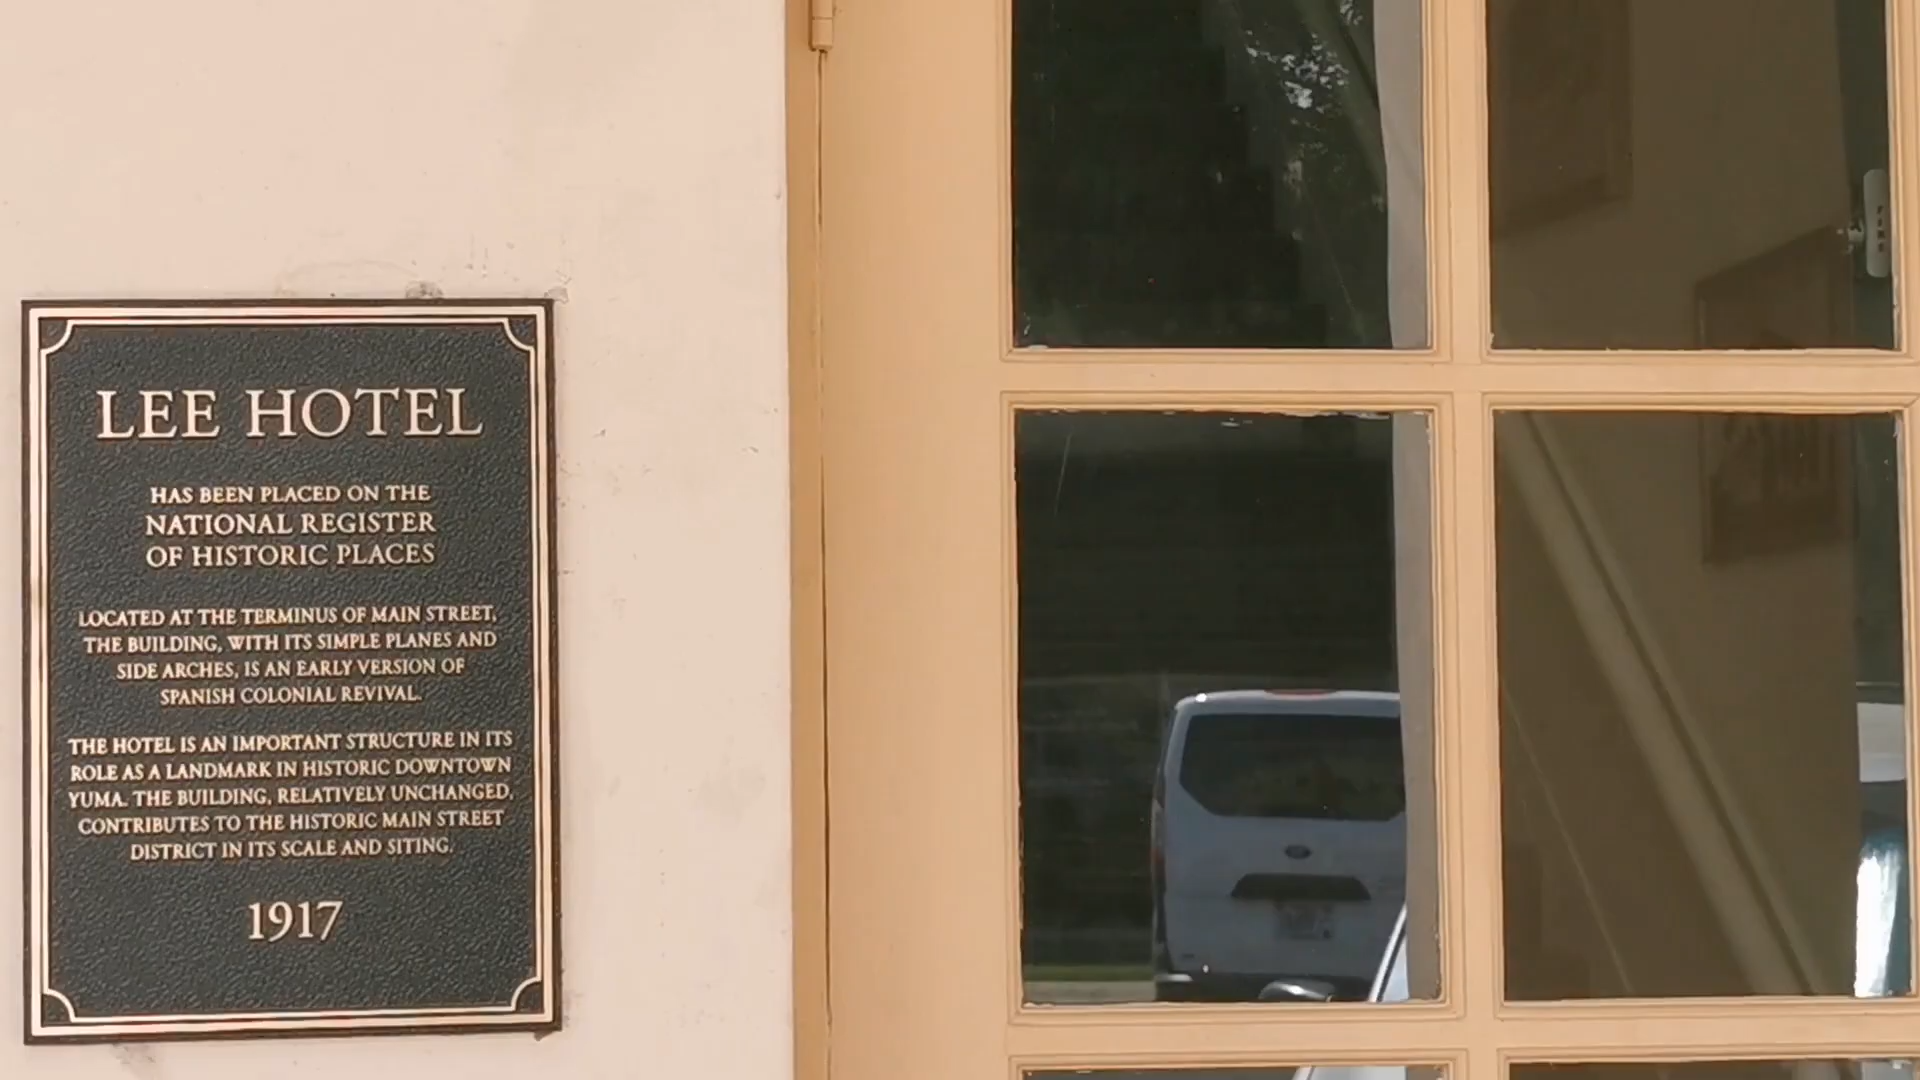 LEE HOTEL
HAS BEEN PLACED ON THE
NATIONAL REGISTER
OF HISTORIC PLACES
LOCATED AT THE TERMINUS OF MAIN STREET,
THE BUILDING, WITH ITS SIMPLE PLANES AND
SIDE ARCHES, IS AN EARLY VERSION OF
SPANISH COLONIAL REVIVAL.
THE HOTEL IS AN IMPORTANT STRUCTURE IN ITS
ROLE AS A LANDMARK IN HISTORIC DOWNTOWN
YUMA. THE BUILDING, RELATIVELY UNCHANGED,
CONTRIBUTES TO THE HISTORIC MAIN STREET
DISTRICT IN ITS SCALE AND SITING.
1917